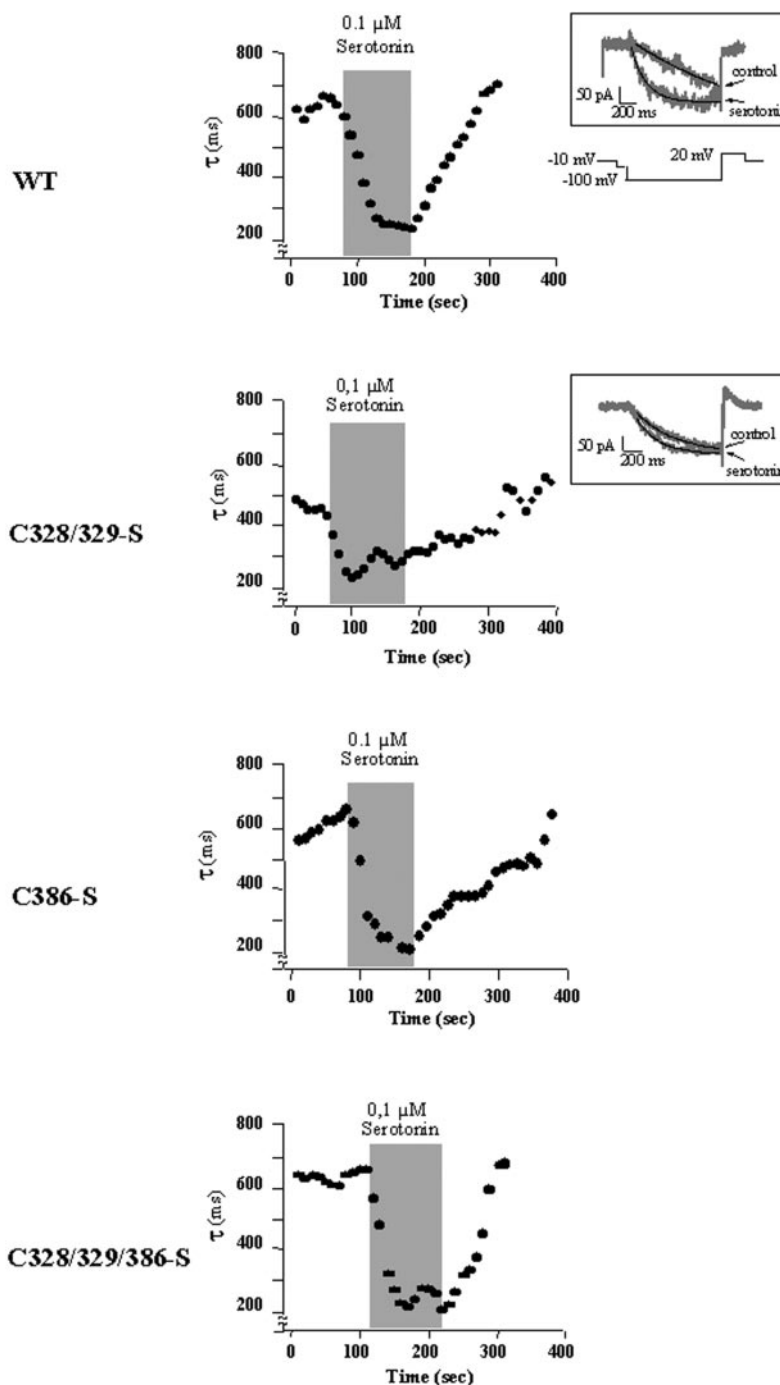 WT
0.1 µM
Serotonin
800
600
400
200
τ (ms)
0 100 200 300 400
Time (sec)
50 pA
200 ms
control
serotonin
-10 mV
20 mV
-100 mV
C328/329-S
0,1 µM
Serotonin
800
600
400
200
τ (ms)
0 100 200 300 400
Time (sec)
50 pA
200 ms
control
serotonin
C386-S
0.1 µM
Serotonin
800
600
400
200
τ (ms)
0 100 200 300 400
Time (sec)
C328/329/386-S
0,1 µM
Serotonin
800
600
400
200
τ (ms)
0 100 200 300 400
Time (sec)